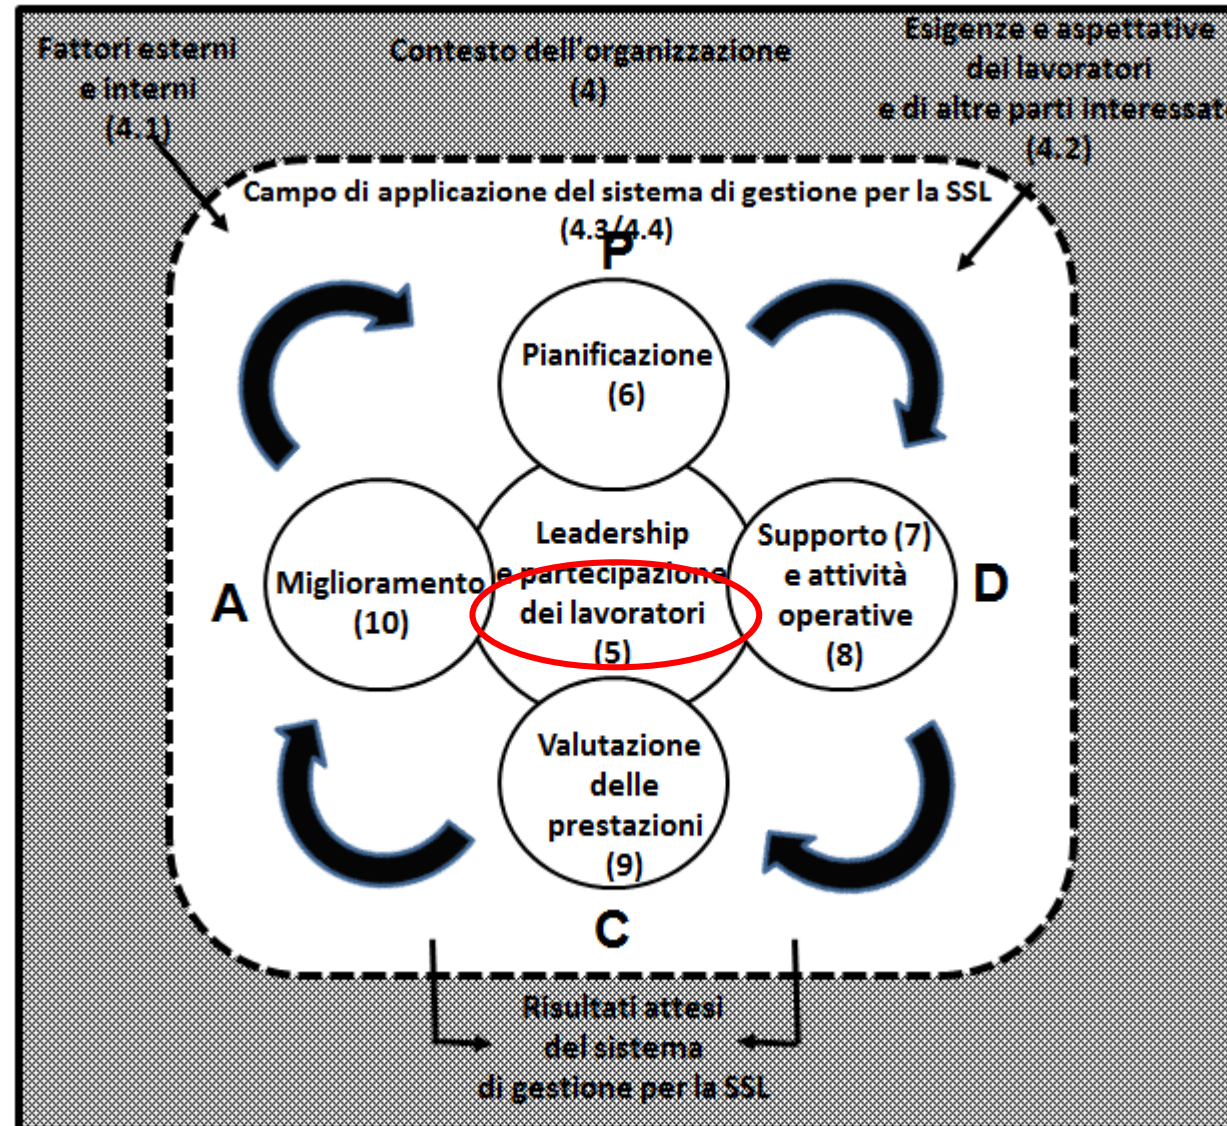 Fattori esterni
e interni
(4.1)
Contesto dell'organizzazione
(4)
Esigenze e aspettative
dei lavoratori
e di altre parti interessat
(4.2)
Campo di applicazione del sistema di gestione per la SSL
(4.3/4.4)
P
Pianificazione
(6)
Leadership
e partecipazione
dei lavoratori
(5)
Supporto (7)
e attività
operative
(8)
D
A
Miglioramento
(10)
Valutazione
delle
prestazioni
(9)
C
Risultati attesi
del sistema
di gestione per la SSL